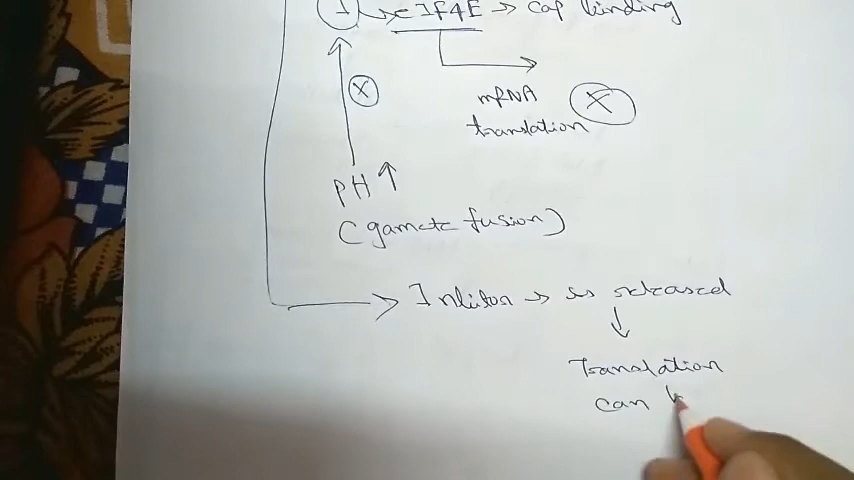 I → eIF4E → Cap binding
X
mRNA X
translation
PH ↑
(gamete fusion)
→ Inhibitor → is released
↓
Translation
can